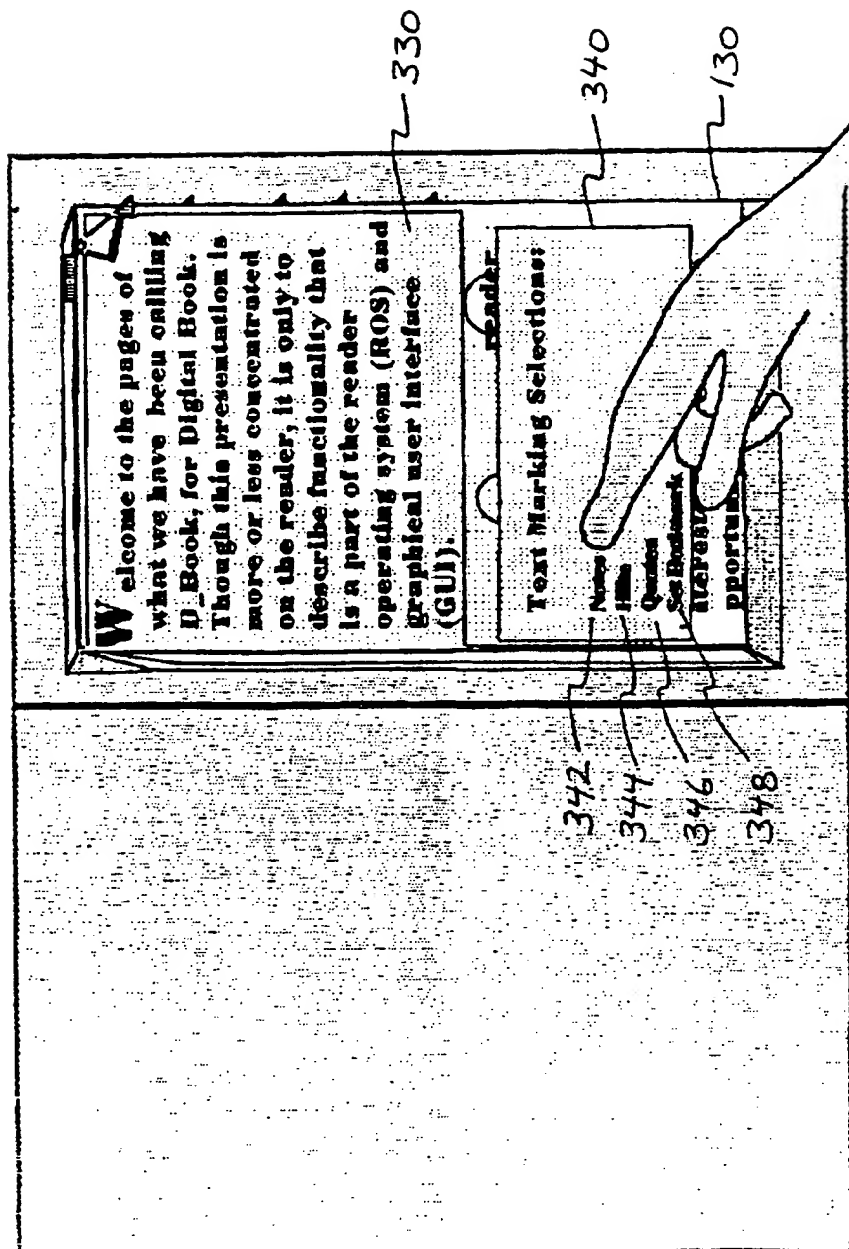 Welcome to the pages of
what we have been calling
D_Book, for Digital Book.
Though this presentation is
more or less concentrated
on the reader, it is only to
describe functionality that
is a part of the reader
operating system (ROS) and
graphical user interface
(GUI).
330
reader
Text Marking Selections:
340
Notes
342
344
Quotes
346
Set Bookmark
348
130